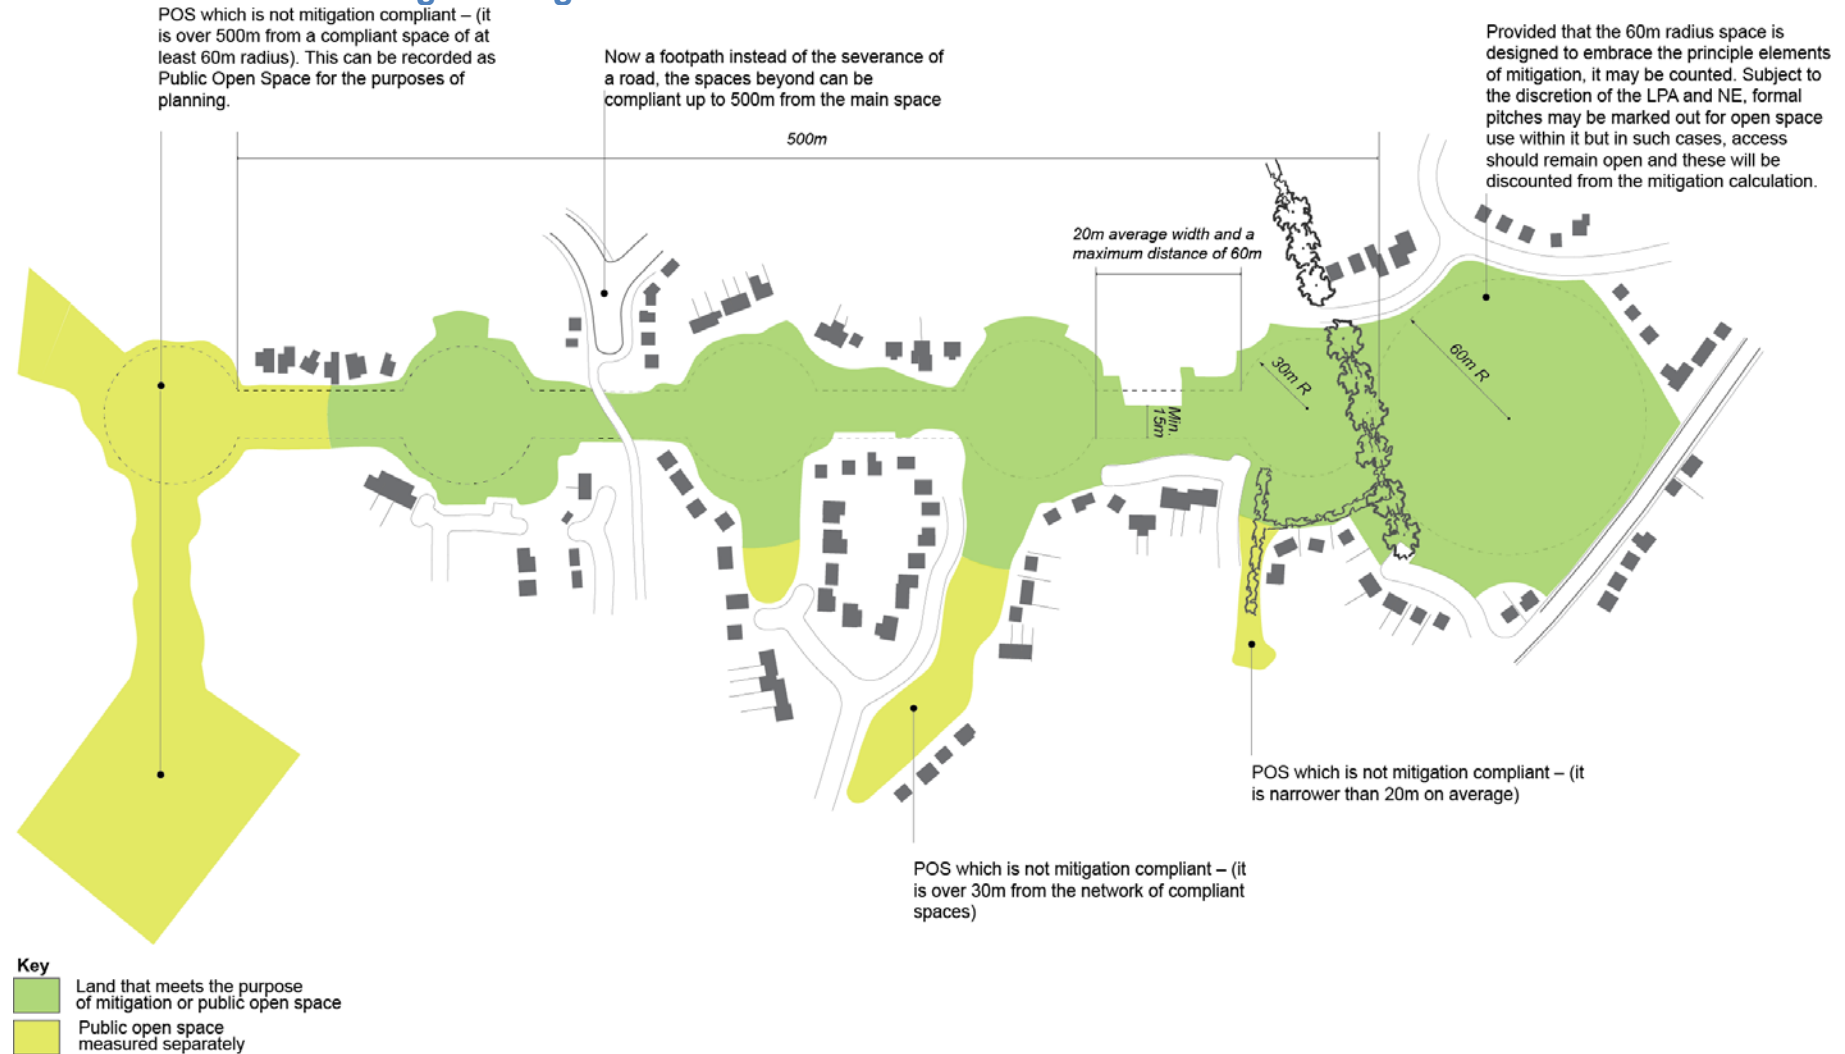 POS which is not mitigation compliant – (it
is over 500m from a compliant space of at
least 60m radius). This can be recorded as
Public Open Space for the purposes of
planning.
Now a footpath instead of the severance of
a road, the spaces beyond can be
compliant up to 500m from the main space
Provided that the 60m radius space is
designed to embrace the principle elements
of mitigation, it may be counted. Subject to
the discretion of the LPA and NE, formal
pitches may be marked out for open space
use within it but in such cases, access
should remain open and these will be
discounted from the mitigation calculation.
500m
20m average width and a
maximum distance of 60m
30m R
60m R
Min.
15m
POS which is not mitigation compliant – (it
is narrower than 20m on average)
POS which is not mitigation compliant – (it
is over 30m from the network of compliant
spaces)
Key
Land that meets the purpose
of mitigation or public open space
Public open space
measured separately